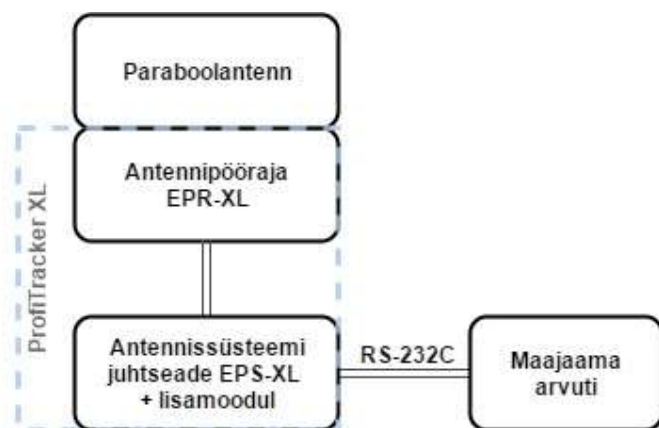 Paraboolantenn
Antennipööraja
EPR-XL
ProfiTracker XL
Antennissüsteemi
juhtseade EPS-XL
+ lisamoodul
RS-232C
Maajaama
arvuti